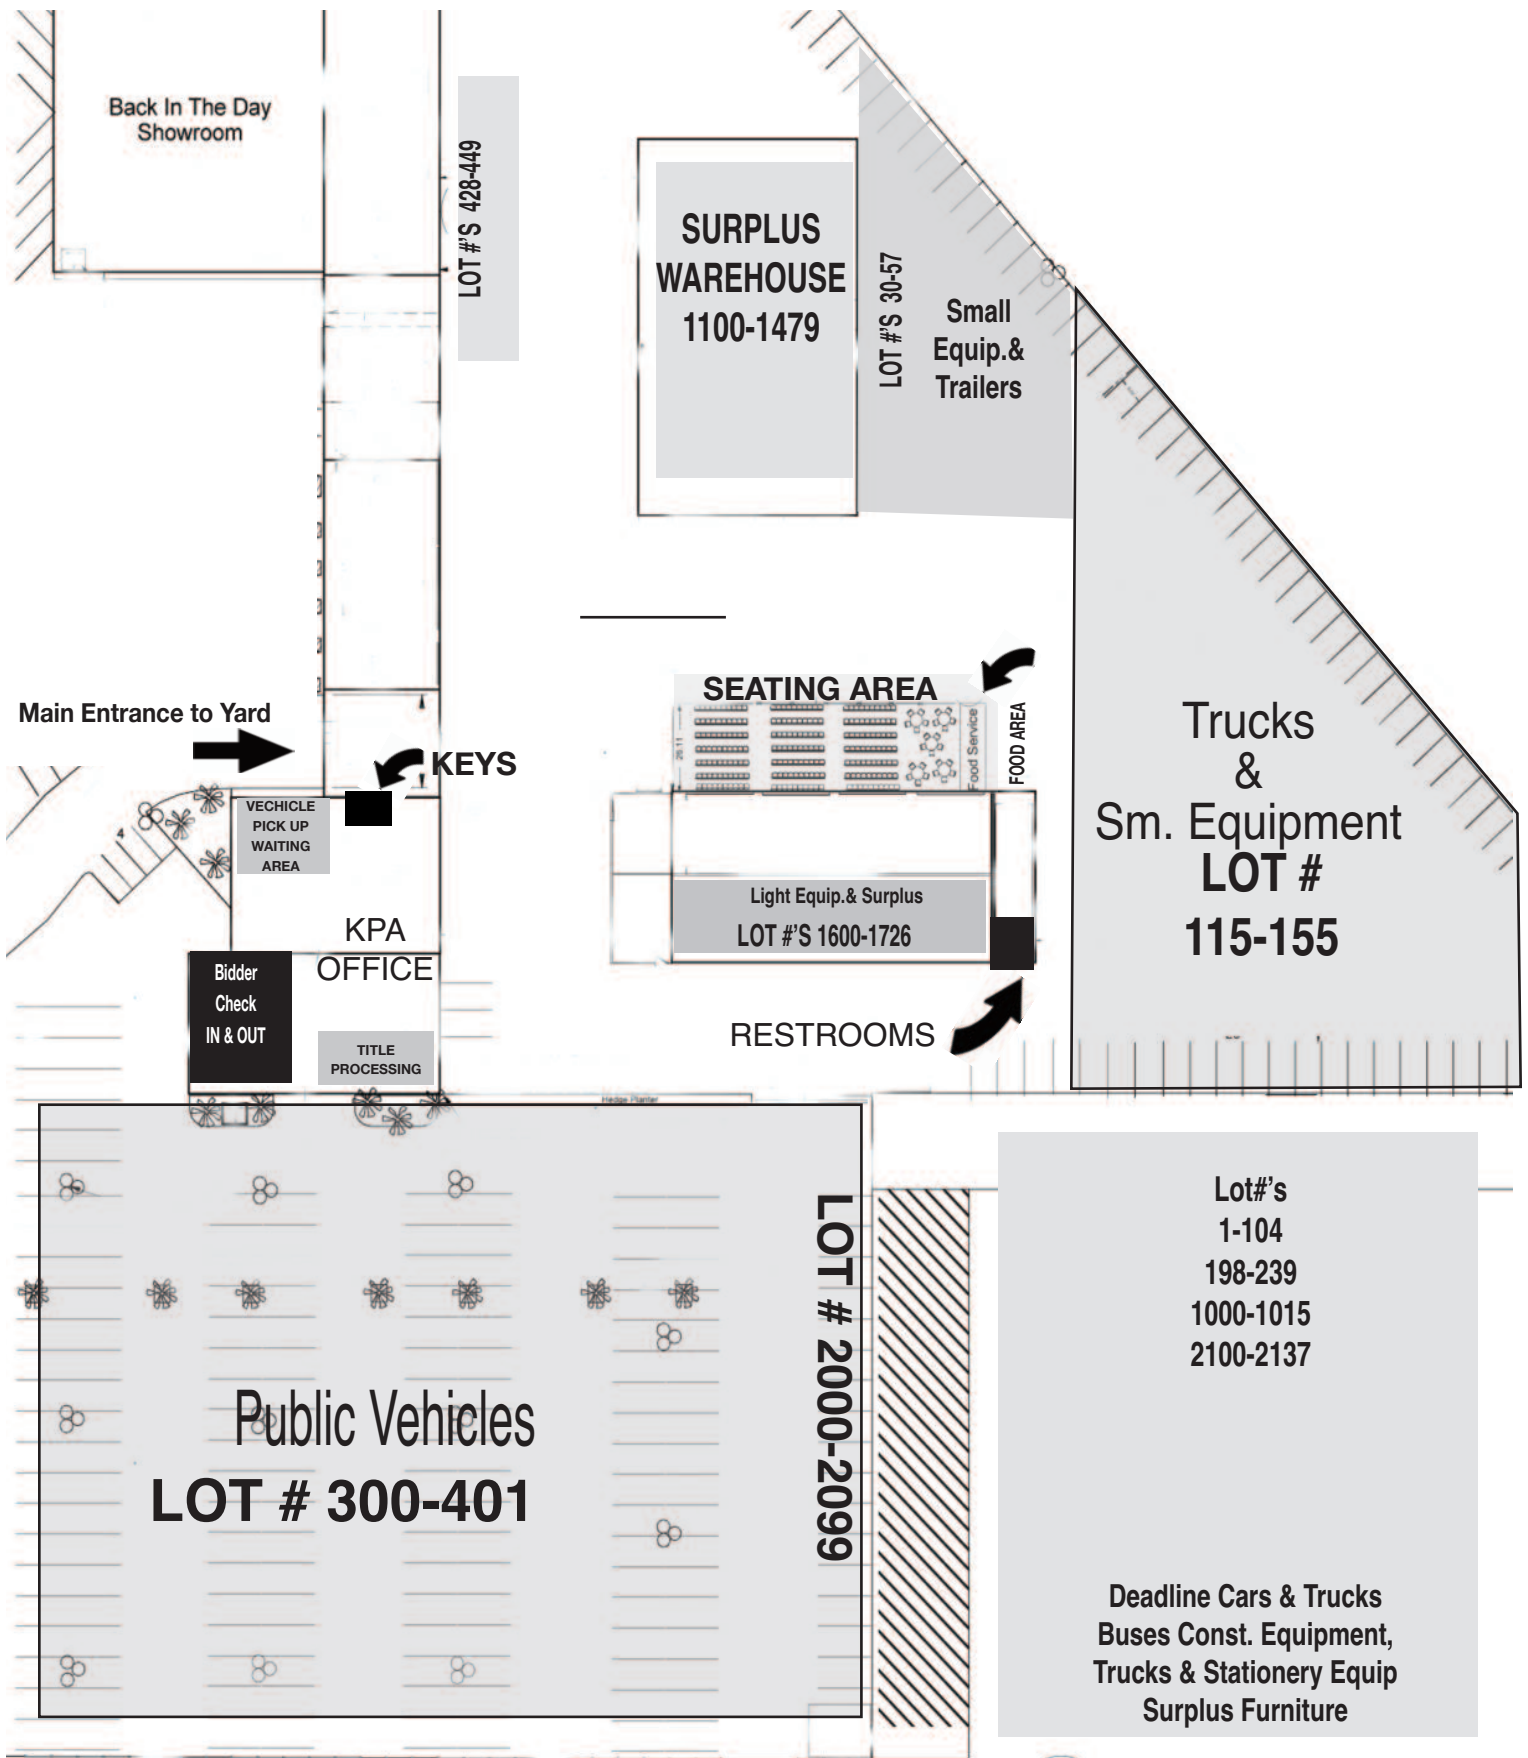 Back In The Day
Showroom
LOT #'S 428-449
SURPLUS
WAREHOUSE
1100-1479
LOT #'S 30-57
Small
Equip.&
Trailers
Main Entrance to Yard
KEYS
VECHICLE
PICK UP
WAITING
AREA
KPA
OFFICE
Bidder
Check
IN & OUT
TITLE
PROCESSING
SEATING AREA
Food Service
FOOD AREA
Light Equip.& Surplus
LOT #'S 1600-1726
RESTROOMS
Trucks
&
Sm. Equipment
LOT #
115-155
4
Hedge Planter
Public Vehicles
LOT # 300-401
LOT # 2000-2099
Lot#'s
1-104
198-239
1000-1015
2100-2137
Deadline Cars & Trucks
Buses Const. Equipment,
Trucks & Stationery Equip
Surplus Furniture